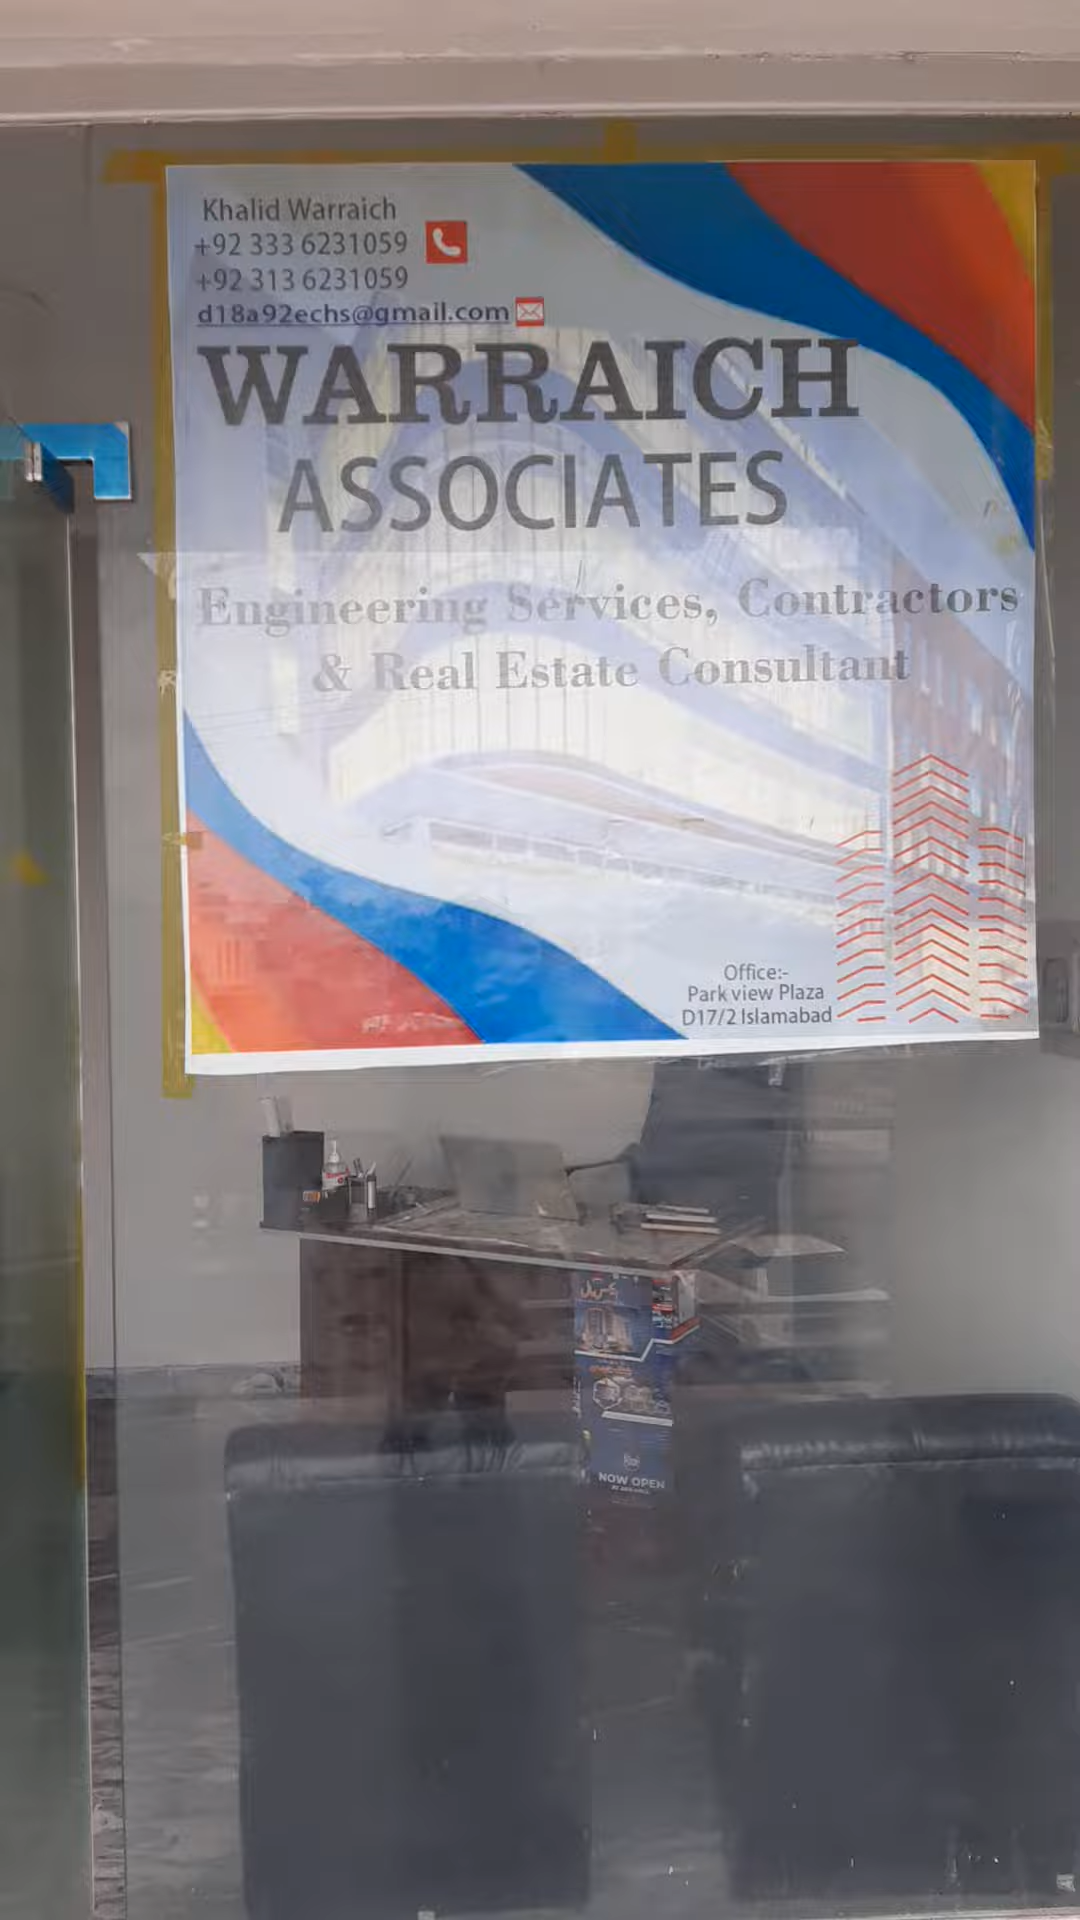 Khalid Warraich
+92 333 6231059
+92 313 6231059
d18a92echs@gmail.com
WARRAICH
ASSOCIATES
Engineering Services, Contractors
& Real Estate Consultant
Office:-
Park view Plaza
D17/2 Islamabad
NOW OPEN